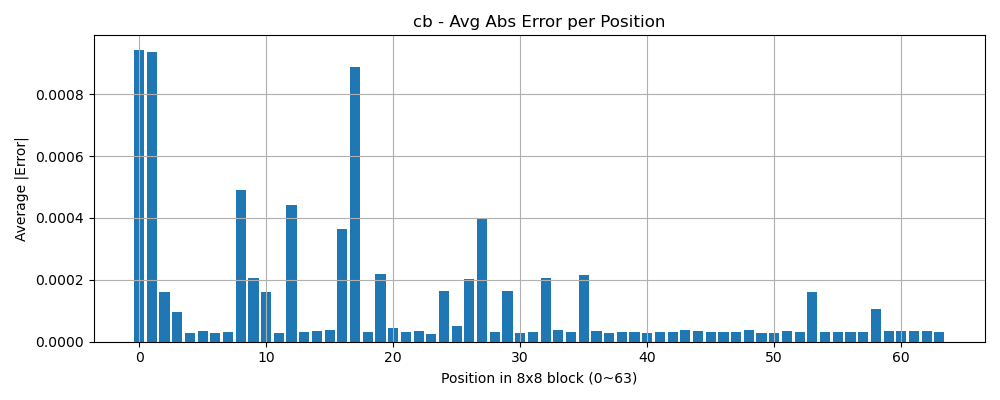 cb - Avg Abs Error per Position
Average |Error|
0.0008
0.0006
0.0004
0.0002
0.0000
0 10 20 30 40 50 60
Position in 8x8 block (0~63)